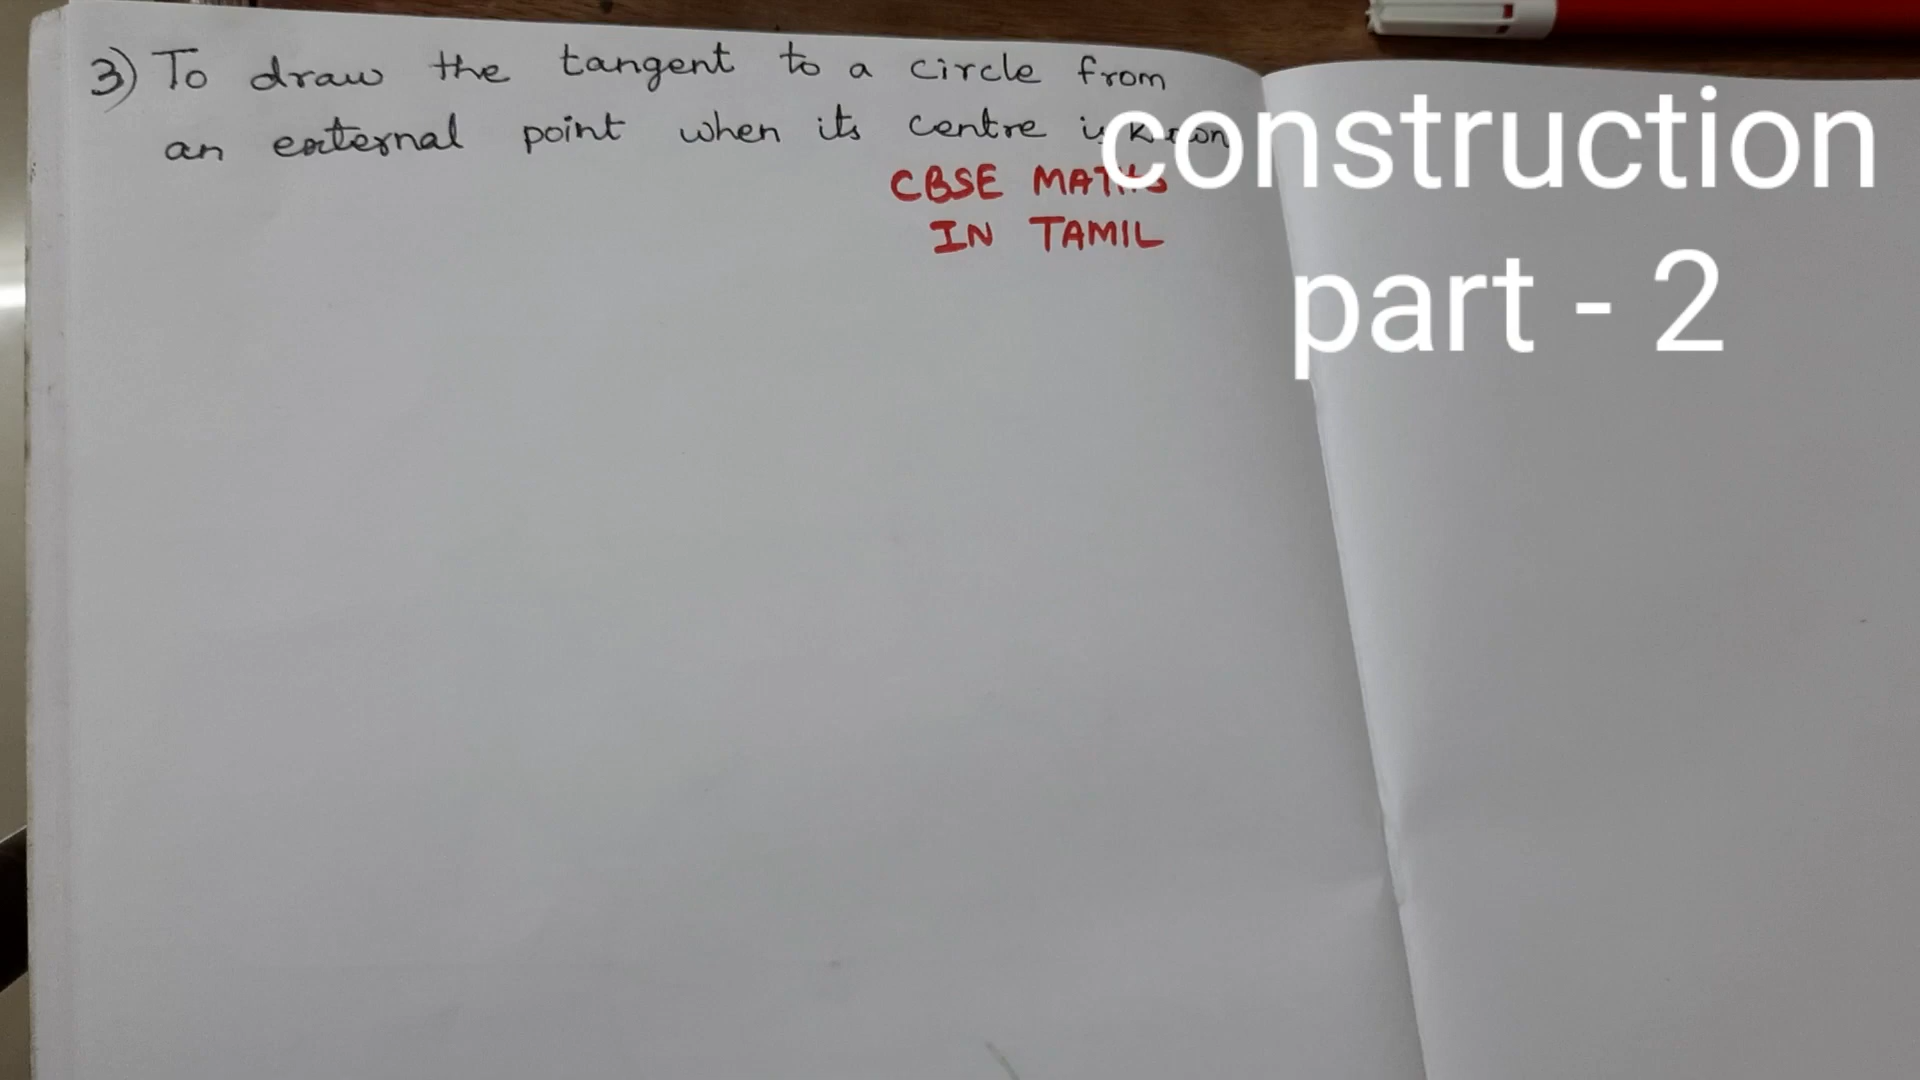 3) To draw the tangent to a circle from
an external point when its centre is
CBSE MATHS
IN TAMIL
construction
part - 2